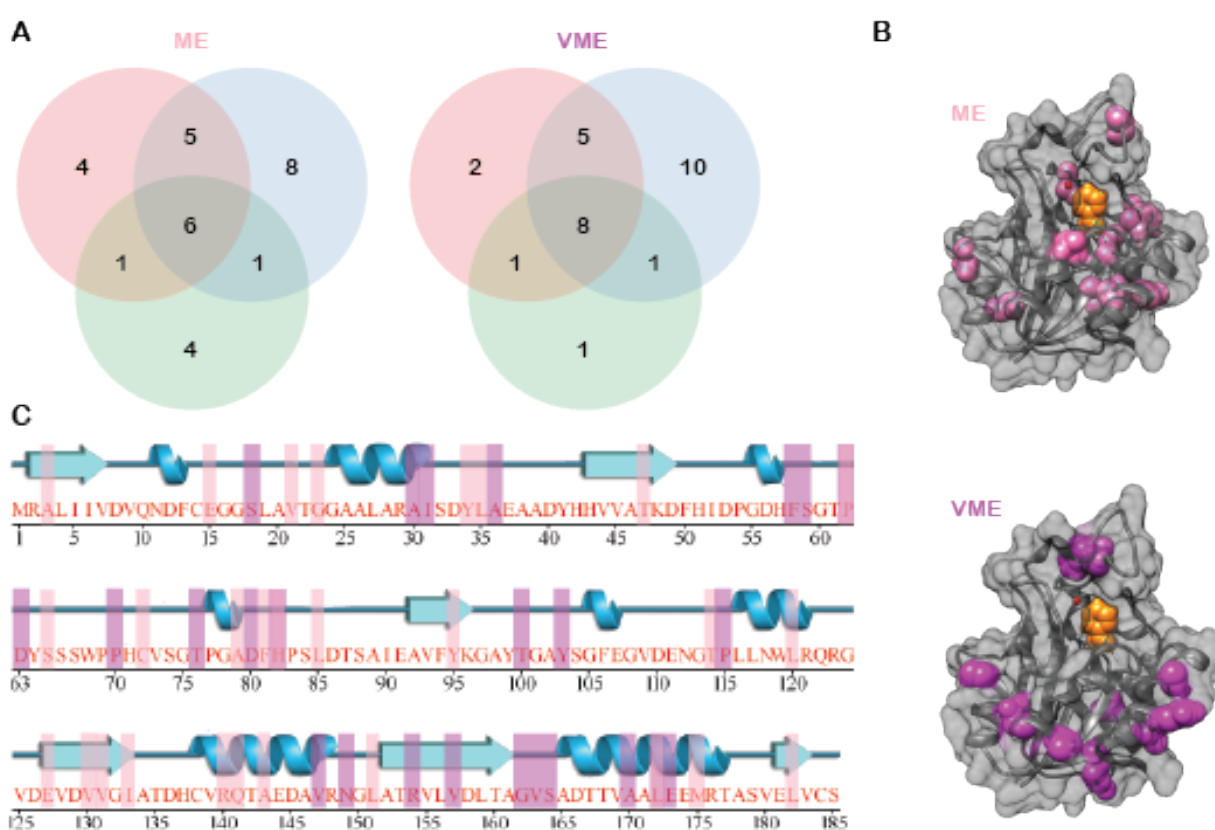 A
ME
VME
B
4
5
8
6
1
1
4
2
5
10
8
1
1
1
ME
VME
C
MRALIIVDVQNDFCEGGSLAVTGGAALARAISDYLAEAADYHHVVATKDFHIDPGDHFSGTP
1 5 10 15 20 25 30 35 40 45 50 55 60
DYSSSWPPHCVSGTPGADFHPSLDTSAIEAVFYKGAYTGAYSGFEGVDENGTPLLNWLRQRG
63 70 75 80 85 90 95 100 105 110 115 120
VDEVDVVGIATDHCVRQTAEDAVRNGLATRVLVDLTAGVSADTTVAALEEMRTASVELVCS
125 130 135 140 145 150 155 160 165 170 175 180 185